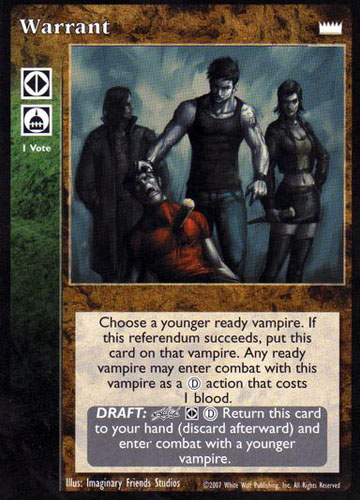 Warrant
1 Vote
Choose a younger ready vampire. If
this referendum succeeds, put this
card on that vampire. Any ready
vampire may enter combat with this
vampire as a Ⓓ action that costs
1 blood.
DRAFT: Ⓓ Return this card
to your hand (discard afterward) and
enter combat with a younger
vampire.
Illus: Imaginary Friends Studios ©2007 White Wolf Publishing, Inc. All Rights Reserved